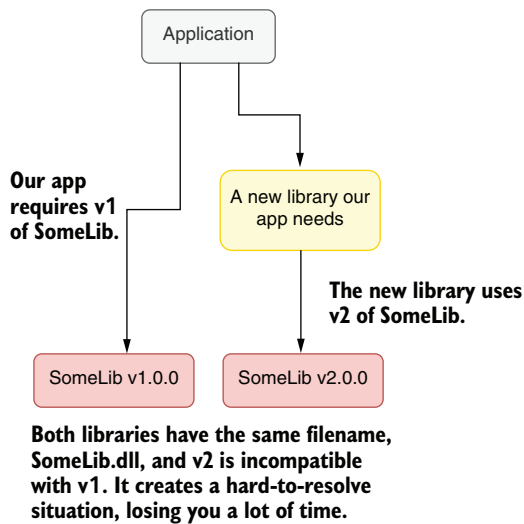 Application
Our app
requires v1
of SomeLib.
A new library our
app needs
The new library uses
v2 of SomeLib.
SomeLib v1.0.0
SomeLib v2.0.0
Both libraries have the same filename,
SomeLib.dll, and v2 is incompatible
with v1. It creates a hard-to-resolve
situation, losing you a lot of time.